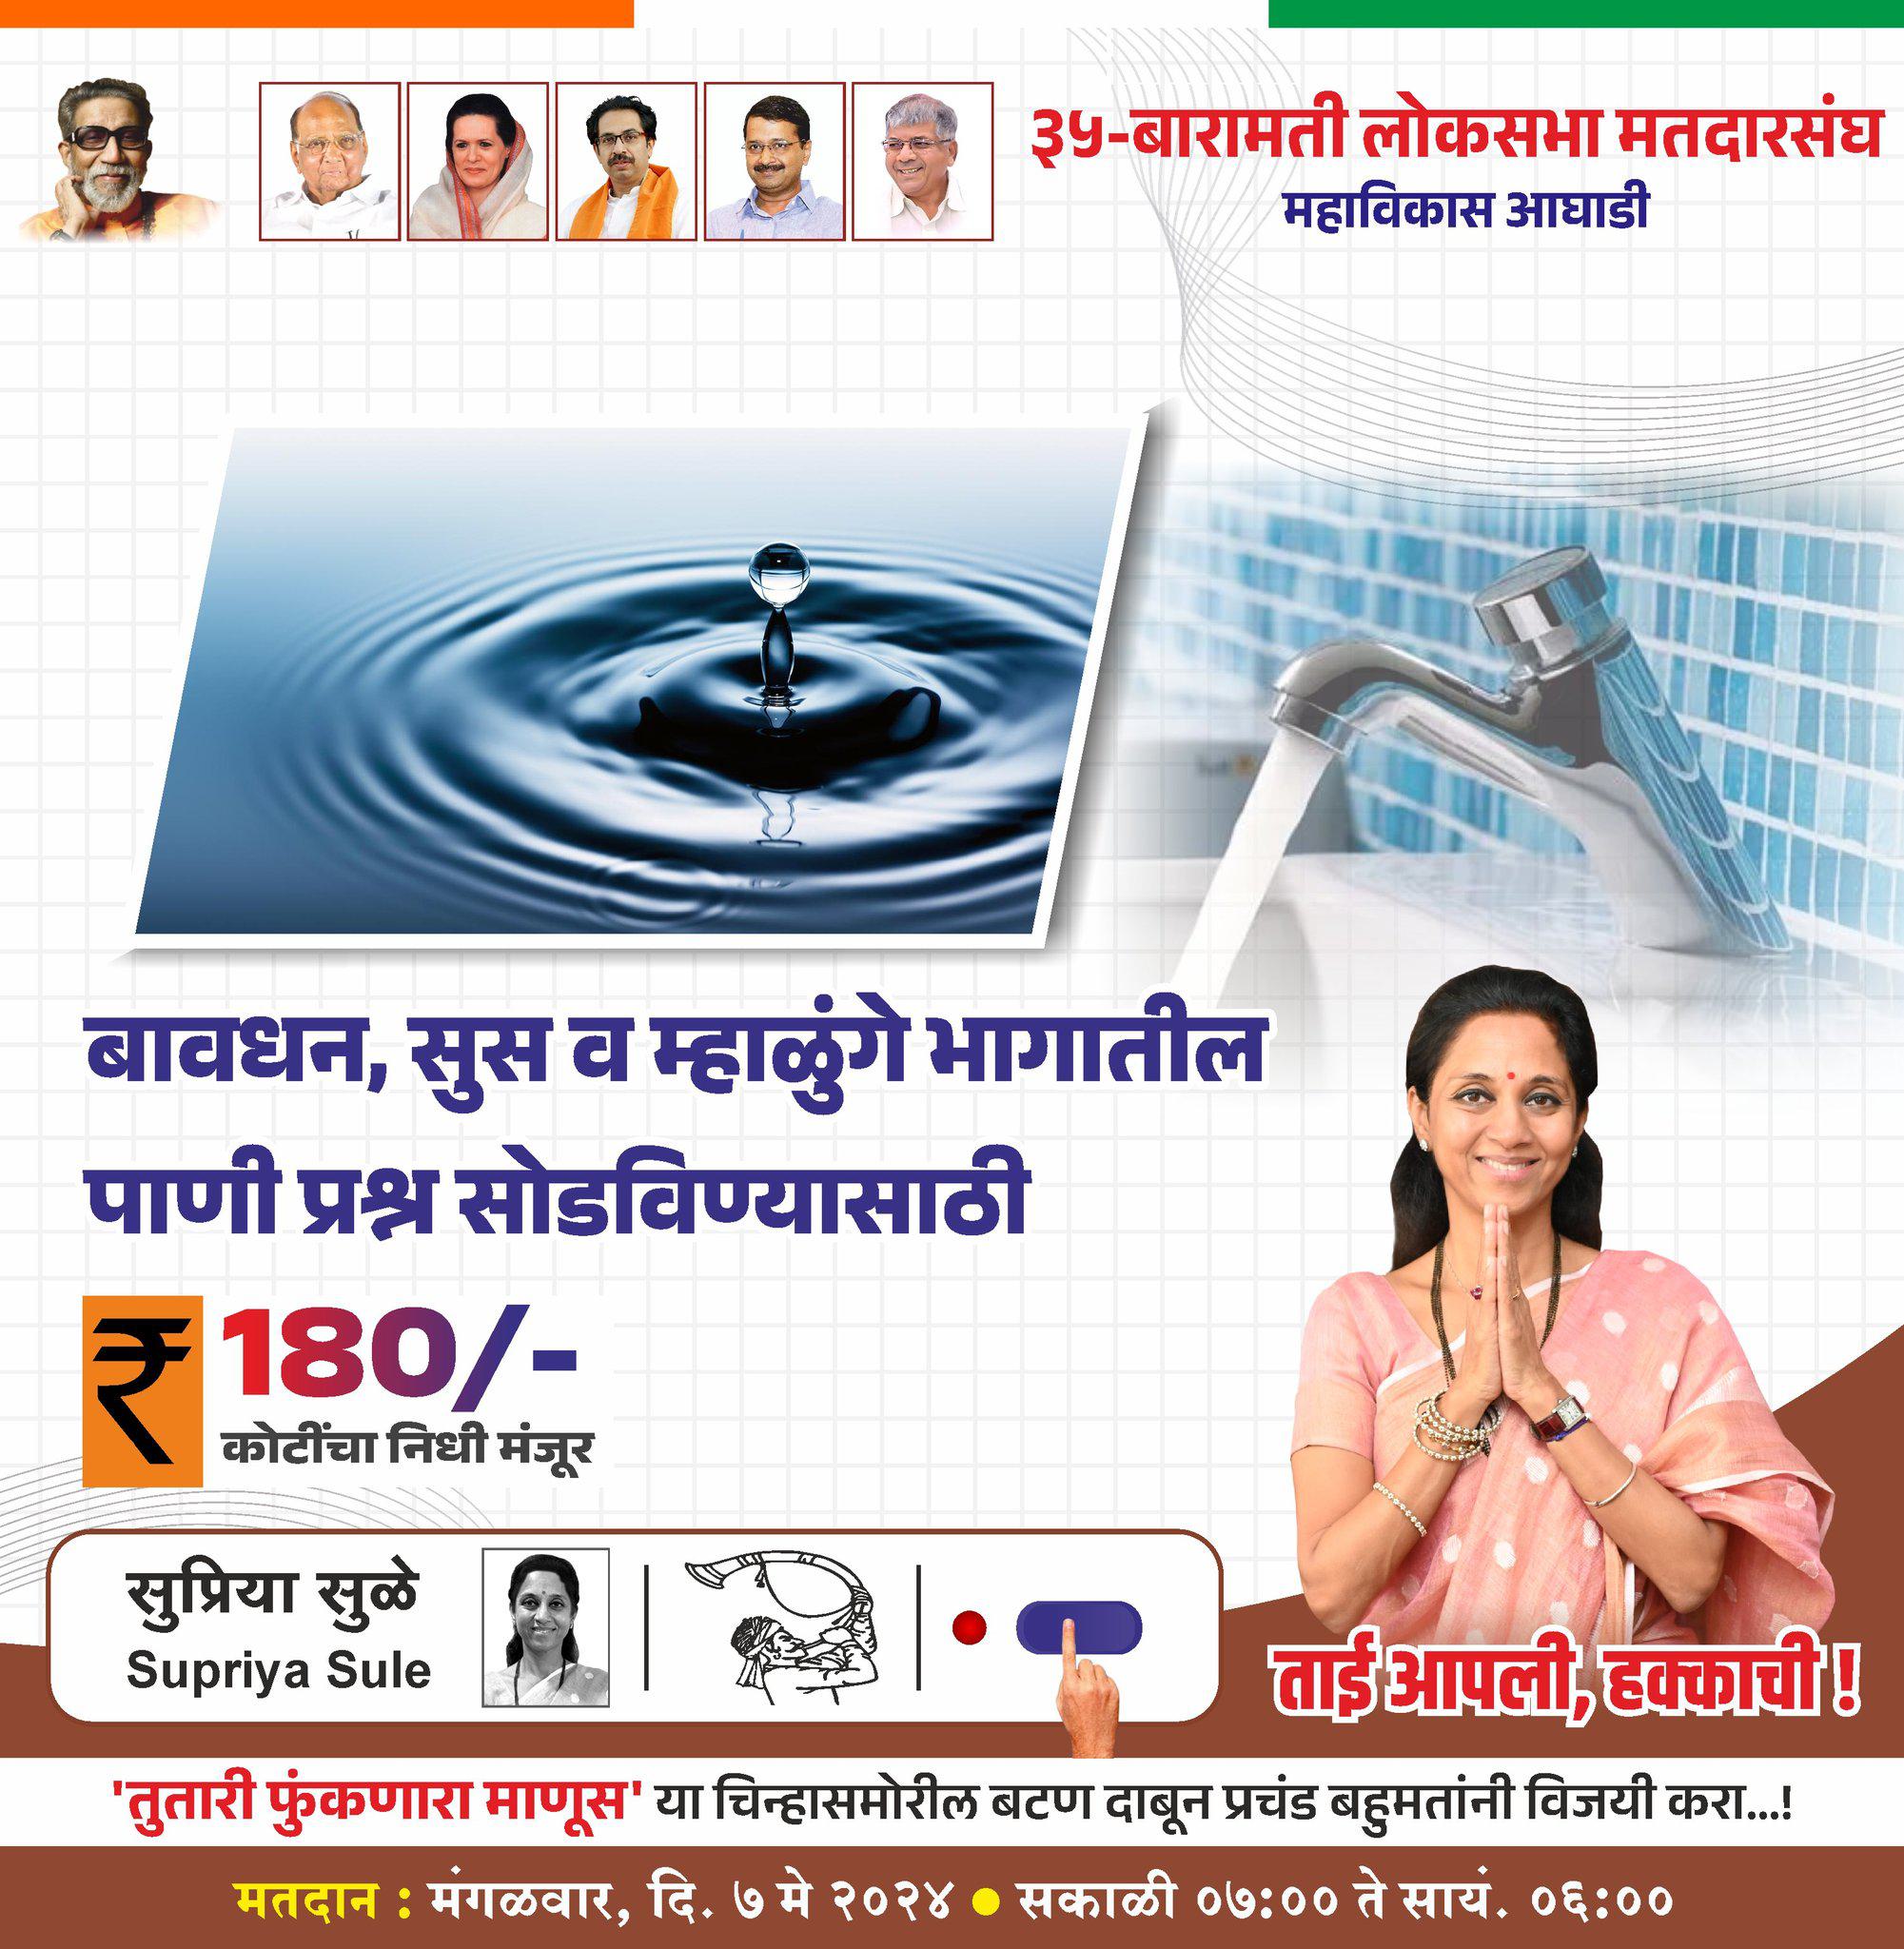 ३५-बारामती लोकसभा मतदारसंघ
महाविकास आघाडी
बावधन, सुस व म्हाळुंगे भागातील
पाणी प्रश्न सोडविण्यासाठी
₹ 180/-
कोटींचा निधी मंजूर
सुप्रिया सुळे
Supriya Sule
ताई आपली, हक्काची !
'तुतारी फुंकणारा माणूस' या चिन्हासमोरील बटण दाबून प्रचंड बहुमतांनी विजयी करा...!
मतदान : मंगळवार, दि. ७ मे २०२४ ● सकाळी ०७:०० ते सायं. ०६:००